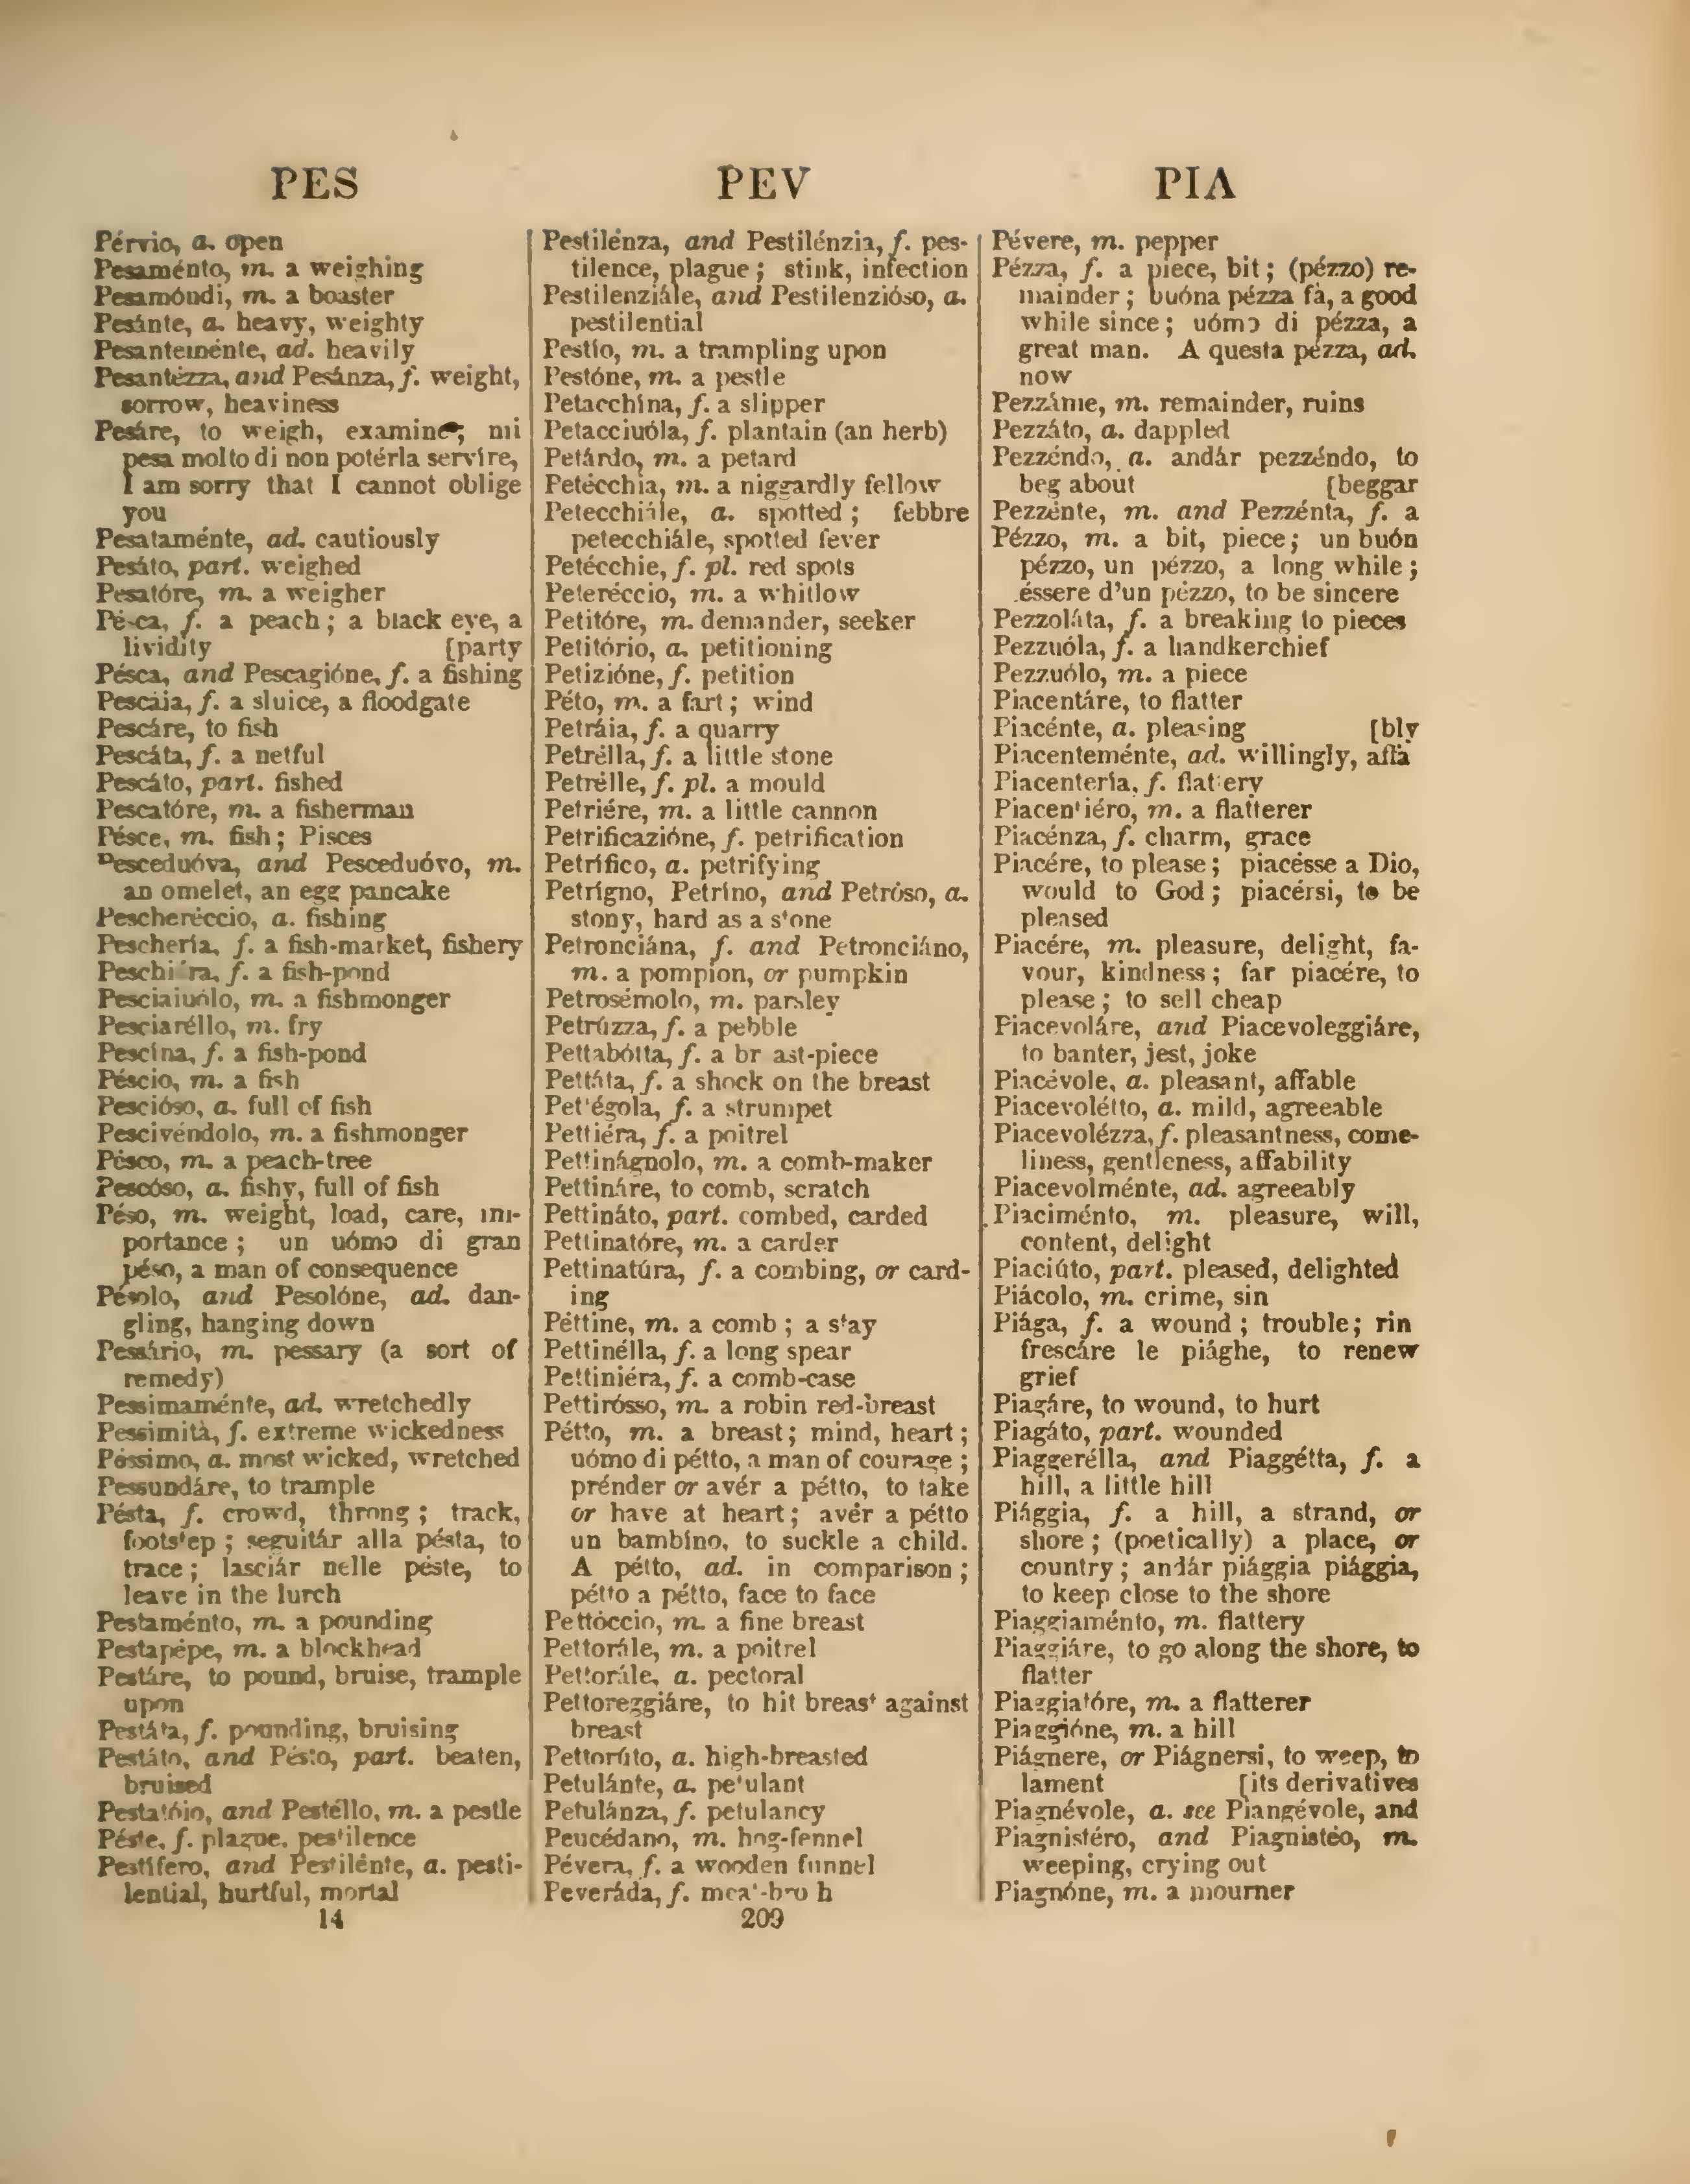 PES
Pérvio, a. open
Pesaménto, m. a weighing
Pesamóndi, m. a boaster
Pesánte, a. heavy, weighty
Pesanteménte, ad. heavily
Pesantézza, and Pesánza, f. weight,
sorrow, heaviness
Pesáre, to weigh, examine; mi
pesa molto di non potérla servíre,
I am sorry that I cannot oblige
you
Pesataménte, ad. cautiously
Pesáto, part. weighed
Pesatóre, m. a weigher
Pésca, f. a peach; a black eye, a
lividity [party
Pésca, and Pescagióne, f. a fishing
Pescáia, f. a sluice, a floodgate
Pescáre, to fish
Pescáta, f. a netful
Pescáto, part. fished
Pescatóre, m. a fisherman
Pésce, m. fish; Pisces
Pesceduóva, and Pesceduóvo, m.
an omelet, an egg pancake
Pescheréccio, a. fishing
Peschería, f. a fish-market, fishery
Peschiéra, f. a fish-pond
Pesciaiuólo, m. a fishmonger
Pesciaréllo, m. fry
Pescína, f. a fish-pond
Péscio, m. a fish
Pescióso, a. full of fish
Pescivéndolo, m. a fishmonger
Pésco, m. a peach-tree
Pescóso, a. fishy, full of fish
Péso, m. weight, load, care, im-
portance; un uómo di gran
péso, a man of consequence
Pésolo, and Pesolóne, ad. dan-
gling, hanging down
Pessário, m. pessary (a sort of
remedy)
Pessimaménte, ad. wretchedly
Pessimità, f. extreme wickedness
Péssimo, a. most wicked, wretched
Pessundáre, to trample
Pésta, f. crowd, throng; track,
footstep; seguitár alla pésta, to
trace; lasciár nelle péste, to
leave in the lurch
Pestaménto, m. a pounding
Pestapépe, m. a blockhead
Pestáre, to pound, bruise, trample
upon
Pestáta, f. pounding, bruising
Pestáto, and Pésto, part. beaten,
bruised
Pestatóio, and Pestéllo, m. a pestle
Péste, f. plague, pestilence
Pestífero, and Pestilénte, a. pesti-
lential, hurtful, mortal
14
PEV
Pestilénza, and Pestilénzia, f. pes-
tilence, plague; stink, infection
Pestilenziále, and Pestilenzióso, a.
pestilential
Pestío, m. a trampling upon
Pestóne, m. a pestle
Petacchína, f. a slipper
Petacciuóla, f. plantain (an herb)
Petárdo, m. a petard
Petécchia, m. a niggardly fellow
Petecchiále, a. spotted; febbre
petecchiále, spotted fever
Petécchie, f. pl. red spots
Peteréccio, m. a whitlow
Petitóre, m. demander, seeker
Petitório, a. petitioning
Petizióne, f. petition
Péto, m. a fart; wind
Petráia, f. a quarry
Petrélla, f. a little stone
Petrélle, f. pl. a mould
Petriére, m. a little cannon
Petrificazióne, f. petrification
Petrífico, a. petrifying
Petrígno, Petríno, and Petróso, a.
stony, hard as a stone
Petronciána, f. and Petronciáno,
m. a pompion, or pumpkin
Petrosémolo, m. parsley
Petrúzza, f. a pebble
Pettabótta, f. a breast-piece
Pettáta, f. a shock on the breast
Pettégola, f. a strumpet
Pettiéra, f. a poitrel
Pettinágnolo, m. a comb-maker
Pettináre, to comb, scratch
Pettináto, part. combed, carded
Pettinatóre, m. a carder
Pettinatúra, f. a combing, or card-
ing
Péttine, m. a comb; a stay
Pettinélla, f. a long spear
Pettiniéra, f. a comb-case
Pettirósso, m. a robin red-breast
Pétto, m. a breast; mind, heart;
uómo di pétto, a man of courage;
prénder or avér a pétto, to take
or have at heart; avér a pétto
un bambíno, to suckle a child.
A pétto, ad. in comparison;
pétto a pétto, face to face
Pettóccio, m. a fine breast
Pettorále, m. a poitrel
Pettorále, a. pectoral
Pettoreggiáre, to hit breast against
breast
Pettorúto, a. high-breasted
Petulánte, a. petulant
Petulánza, f. petulancy
Peucédano, m. hog-fennel
Pévera, f. a wooden funnel
Peveráda, f. meat-broth
209
PIA
Pévere, m. pepper
Pézza, f. a piece, bit; (pézzo) re-
mainder; buóna pézza fà, a good
while since; uómo di pézza, a
great man. A questa pézza, ad.
now
Pezzáme, m. remainder, ruins
Pezzáto, a. dappled
Pezzéndo, a. andár pezzéndo, to
beg about [beggar
Pezzénte, m. and Pezzénta, f. a
Pézzo, m. a bit, piece; un buón
pézzo, un pézzo, a long while;
éssere d'un pézzo, to be sincere
Pezzoláta, f. a breaking to pieces
Pezzuóla, f. a handkerchief
Pezzuólo, m. a piece
Piacentáre, to flatter
Piacénte, a. pleasing [bly
Piacenteménte, ad. willingly, affa
Piacentería, f. flattery
Piacentiéro, m. a flatterer
Piacénza, f. charm, grace
Piacére, to please; piacésse a Dio,
would to God; piacérsi, to be
pleased
Piacére, m. pleasure, delight, fa-
vour, kindness; far piacére, to
please; to sell cheap
Piacevoláre, and Piacevoleggiáre,
to banter, jest, joke
Piacévole, a. pleasant, affable
Piacevolétto, a. mild, agreeable
Piacevolézza, f. pleasantness, come-
liness, gentleness, affability
Piacevolménte, ad. agreeably
Piaciménto, m. pleasure, will,
content, delight
Piaciúto, part. pleased, delighted
Piácolo, m. crime, sin
Piága, f. a wound; trouble; rin
frescáre le piághe, to renew
grief
Piagáre, to wound, to hurt
Piagáto, part. wounded
Piaggerélla, and Piaggétta, f. a
hill, a little hill
Piággia, f. a hill, a strand, or
shore; (poetically) a place, or
country; andár piággia piággia,
to keep close to the shore
Piaggiaménto, m. flattery
Piaggiáre, to go along the shore, to
flatter
Piaggiatóre, m. a flatterer
Piaggióne, m. a hill
Piágnere, or Piágnersi, to weep, to
lament [its derivatives
Piagnévole, a. see Piangévole, and
Piagnistéro, and Piagnistéo, m.
weeping, crying out
Piagnóne, m. a mourner